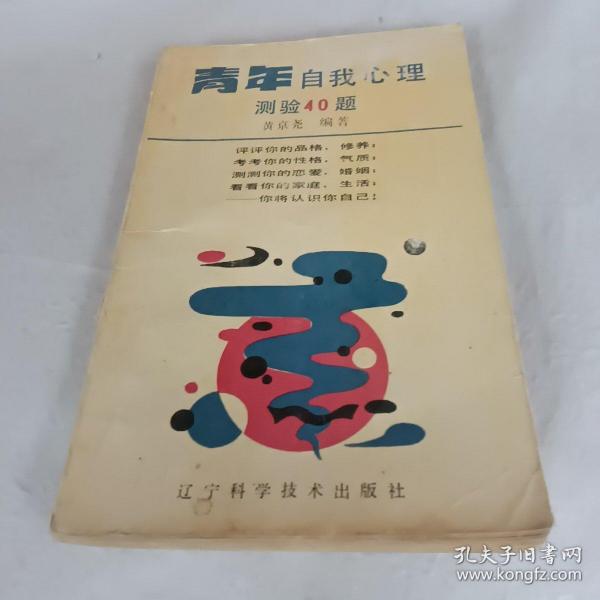 青年自我心理
测验40题
黄京尧 编著
评评你的品格、修养；
考考你的性格、气质；
测测你的恋爱、婚姻；
看看你的家庭、生活；
——你将认识你自己！
辽宁科学技术出版社
孔夫子旧书网
www.kongfz.com